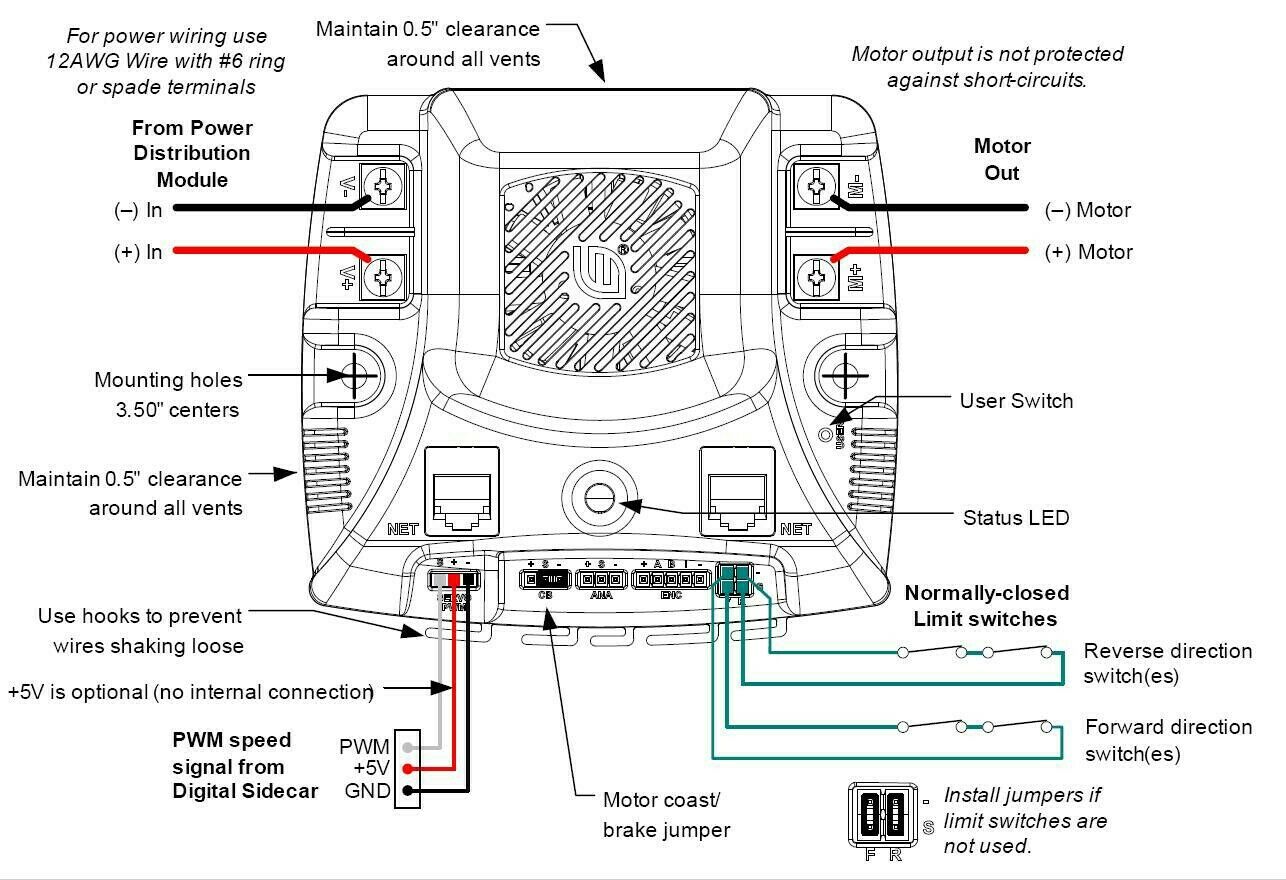 For power wiring use
12AWG Wire with #6 ring
or spade terminals
Maintain 0.5" clearance
around all vents
Motor output is not protected
against short-circuits.
From Power
Distribution
Module
Motor
Out
(–) In
(+) In
V-
V+
®
M-
M+
(–) Motor
(+) Motor
Mounting holes
3.50" centers
User Switch
USER
Maintain 0.5" clearance
around all vents
Status LED
NET
NET
S + -
+ S -
+ S -
+ A B I -
-
S
SERVO
PWM
CB
ANA
ENC
F R
Use hooks to prevent
wires shaking loose
Normally-closed
Limit switches
Reverse direction
switch(es)
+5V is optional (no internal connection)
Forward direction
switch(es)
PWM speed
signal from
Digital Sidecar
PWM
+5V
GND
Motor coast/
brake jumper
-
S
F R
Install jumpers if
limit switches are
not used.